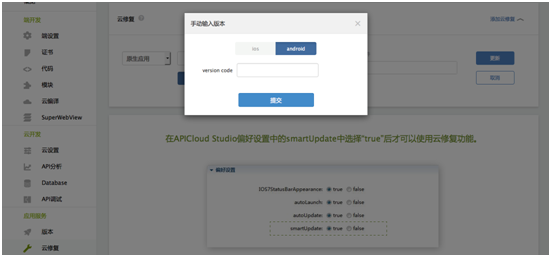 端开发
端设置
证书
代码
模块
云编译
SuperWebView
云开发
云设置
API分析
Database
API调试
应用服务
版本
云修复
云修复
添加云修复
原生应用
更新
手动输入版本
×
ios
android
version code
提交
在APICloud Studio偏好设置中的smartUpdate中选择“true”后才可以使用云修复功能。
偏好设置
IOS7StatusBarAppearance: true false
autoLaunch: true false
autoUpdate: true false
smartUpdate: true false